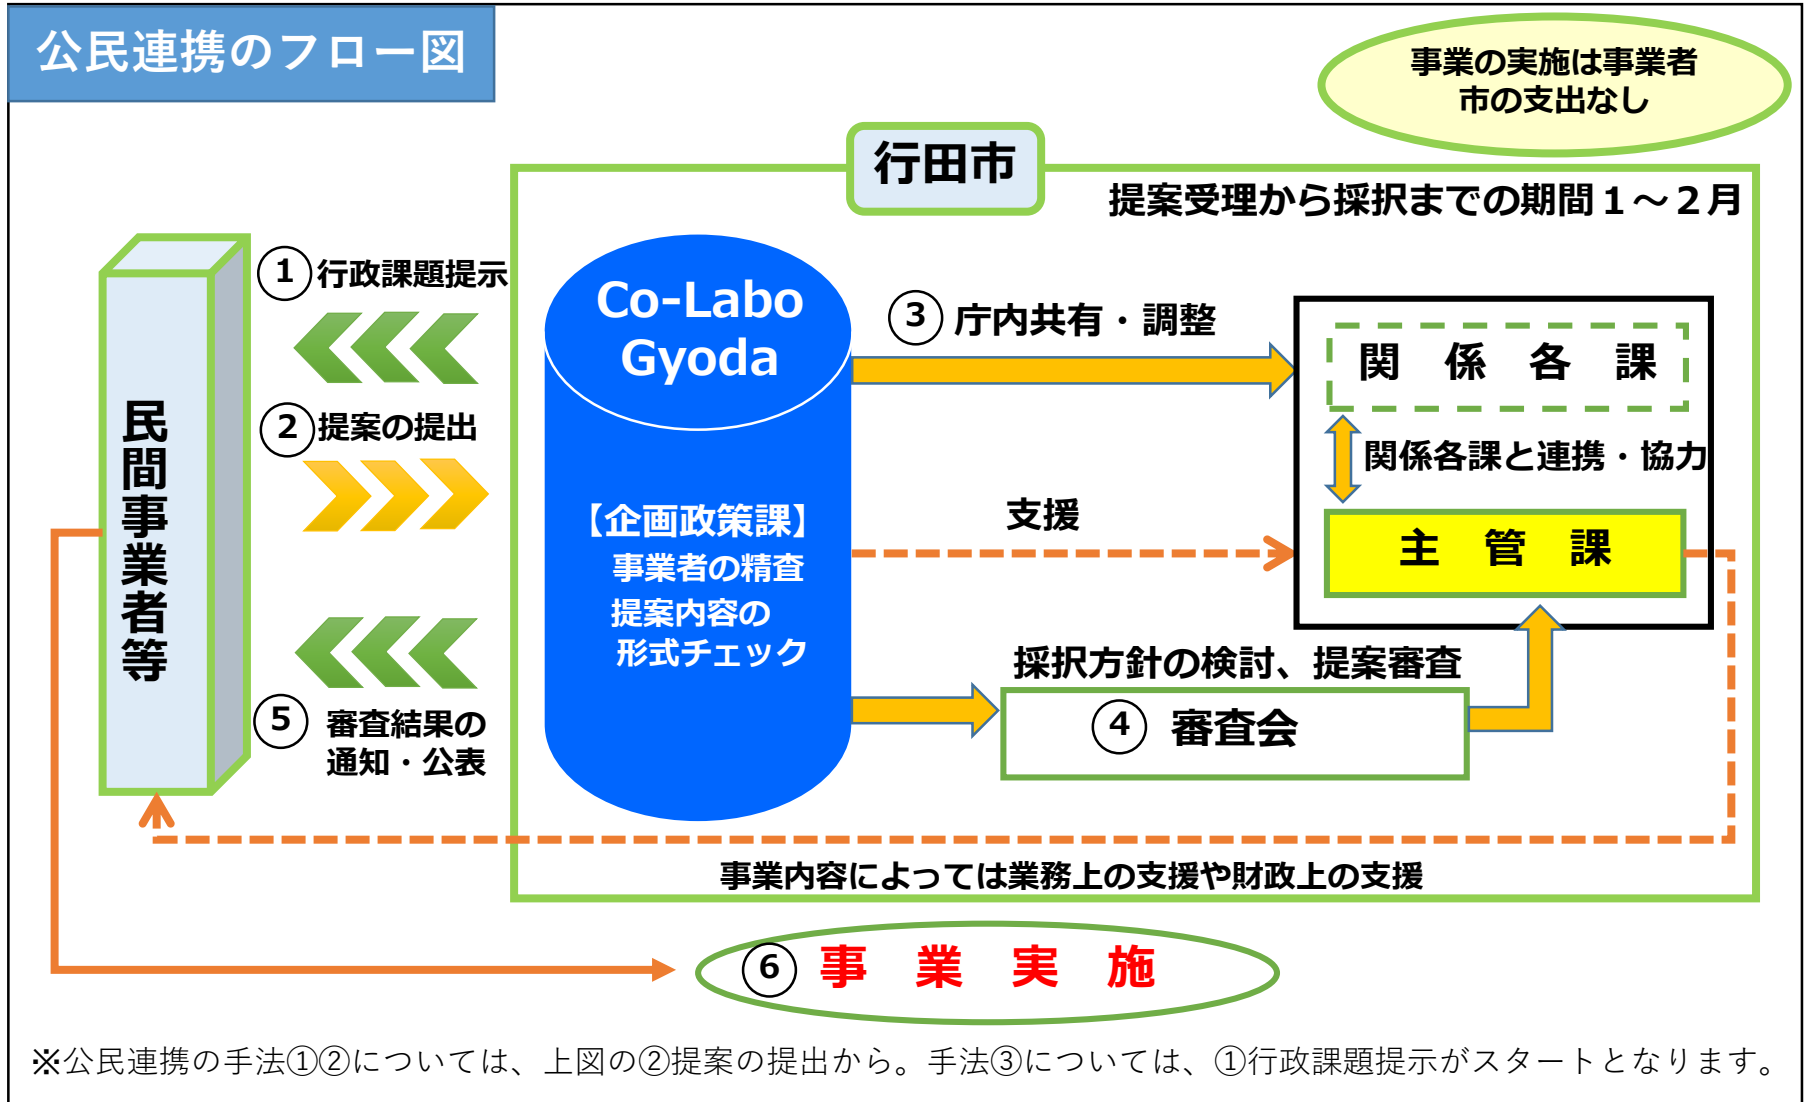 公民連携のフロー図
事業の実施は事業者
市の支出なし
行田市
提案受理から採択までの期間１～２月
① 行政課題提示
② 提案の提出
⑤ 審査結果の
通知・公表
民間事業者等
Co-Labo
Gyoda
【企画政策課】
事業者の精査
提案内容の
形式チェック
③ 庁内共有・調整
関　係　各　課
関係各課と連携・協力
支援
主　管　課
採択方針の検討、提案審査
④ 審査会
事業内容によっては業務上の支援や財政上の支援
⑥ 事　業　実　施
※公民連携の手法①②については、上図の②提案の提出から。手法③については、①行政課題提示がスタートとなります。